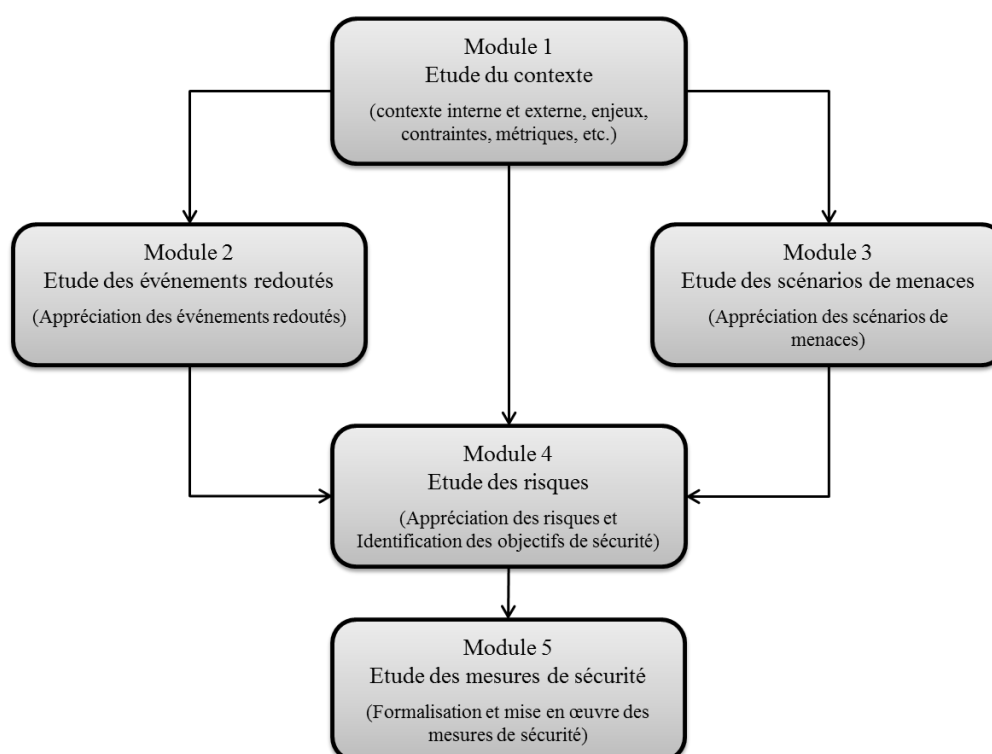 Module 1
Etude du contexte
(contexte interne et externe, enjeux,
contraintes, métriques, etc.)
Module 2
Etude des événements redoutés
(Appréciation des événements redoutés)
Module 3
Etude des scénarios de menaces
(Appréciation des scénarios de
menaces)
Module 4
Etude des risques
(Appréciation des risques et
Identification des objectifs de sécurité)
Module 5
Etude des mesures de sécurité
(Formalisation et mise en œuvre des
mesures de sécurité)